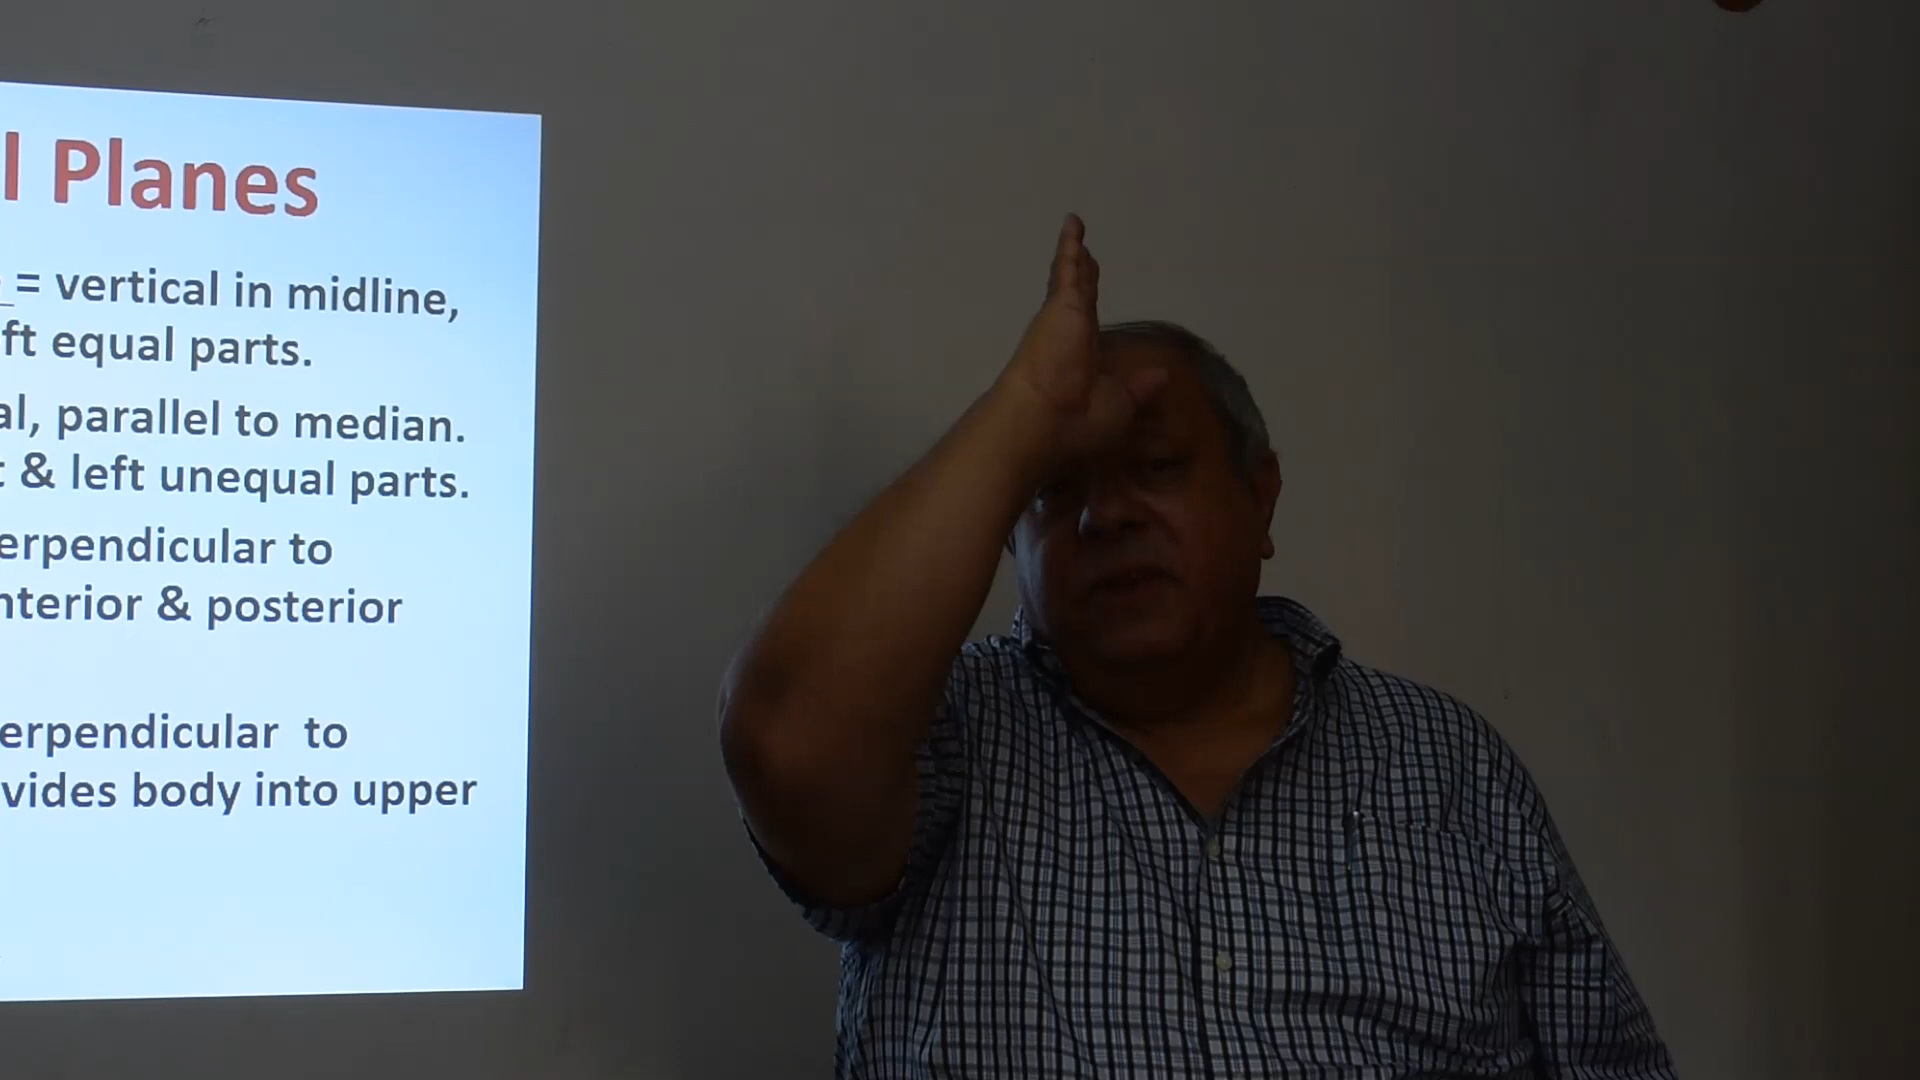 l Planes
= vertical in midline,
ft equal parts.
al, parallel to median.
& left unequal parts.
erpendicular to
nterior & posterior
erpendicular to
vides body into upper